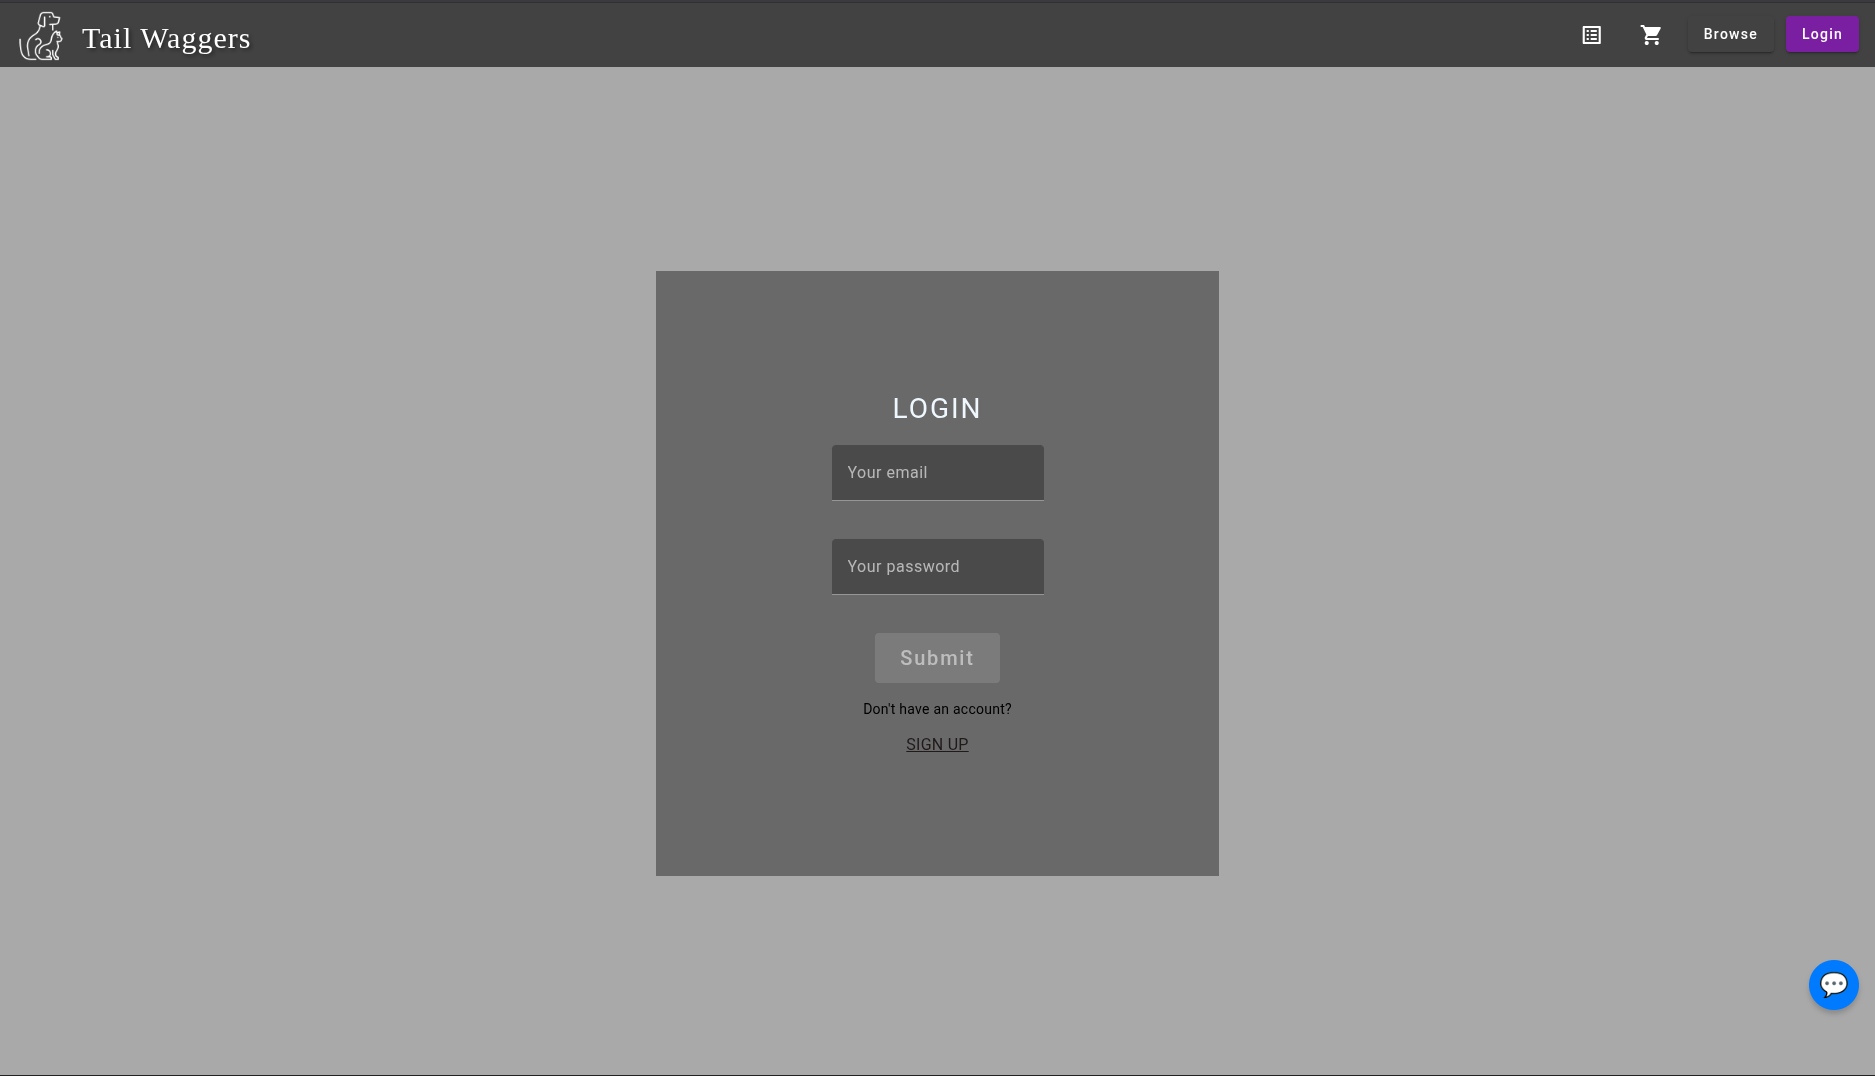 Tail Waggers
Browse
Login
LOGIN
Your email
Your password
Submit
Don't have an account?
SIGN UP